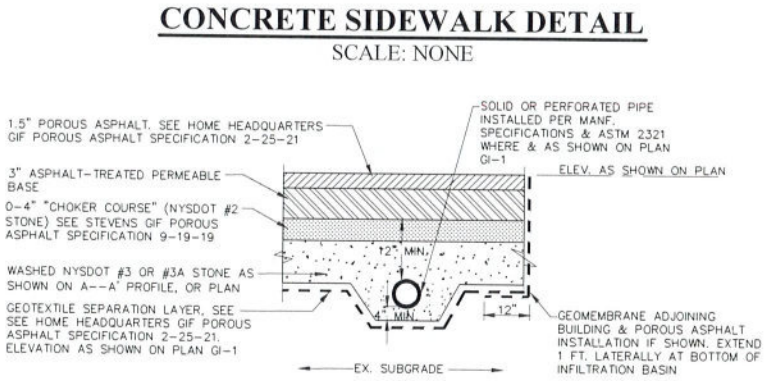 CONCRETE SIDEWALK DETAIL
SCALE: NONE
1.5" POROUS ASPHALT. SEE HOME HEADQUARTERS
GIF POROUS ASPHALT SPECIFICATION 2-25-21
3" ASPHALT-TREATED PERMEABLE
BASE
0-4" "CHOKER COURSE" (NYSDOT #2
STONE) SEE STEVENS GIF POROUS
ASPHALT SPECIFICATION 9-19-19
WASHED NYSDOT #3 OR #3A STONE AS
SHOWN ON A--A' PROFILE, OR PLAN
GEOTEXTILE SEPARATION LAYER, SEE
SEE HOME HEADQUARTERS GIF POROUS
ASPHALT SPECIFICATION 2-25-21.
ELEVATION AS SHOWN ON PLAN GI-1
SOLID OR PERFORATED PIPE
INSTALLED PER MANF.
SPECIFICATIONS & ASTM 2321
WHERE & AS SHOWN ON PLAN
GI-1
ELEV. AS SHOWN ON PLAN
12" MIN.
4" MIN.
12"
GEOMEMBRANE ADJOINING
BUILDING & POROUS ASPHALT
INSTALLATION IF SHOWN. EXTEND
1 FT. LATERALLY AT BOTTOM OF
INFILTRATION BASIN
EX. SUBGRADE